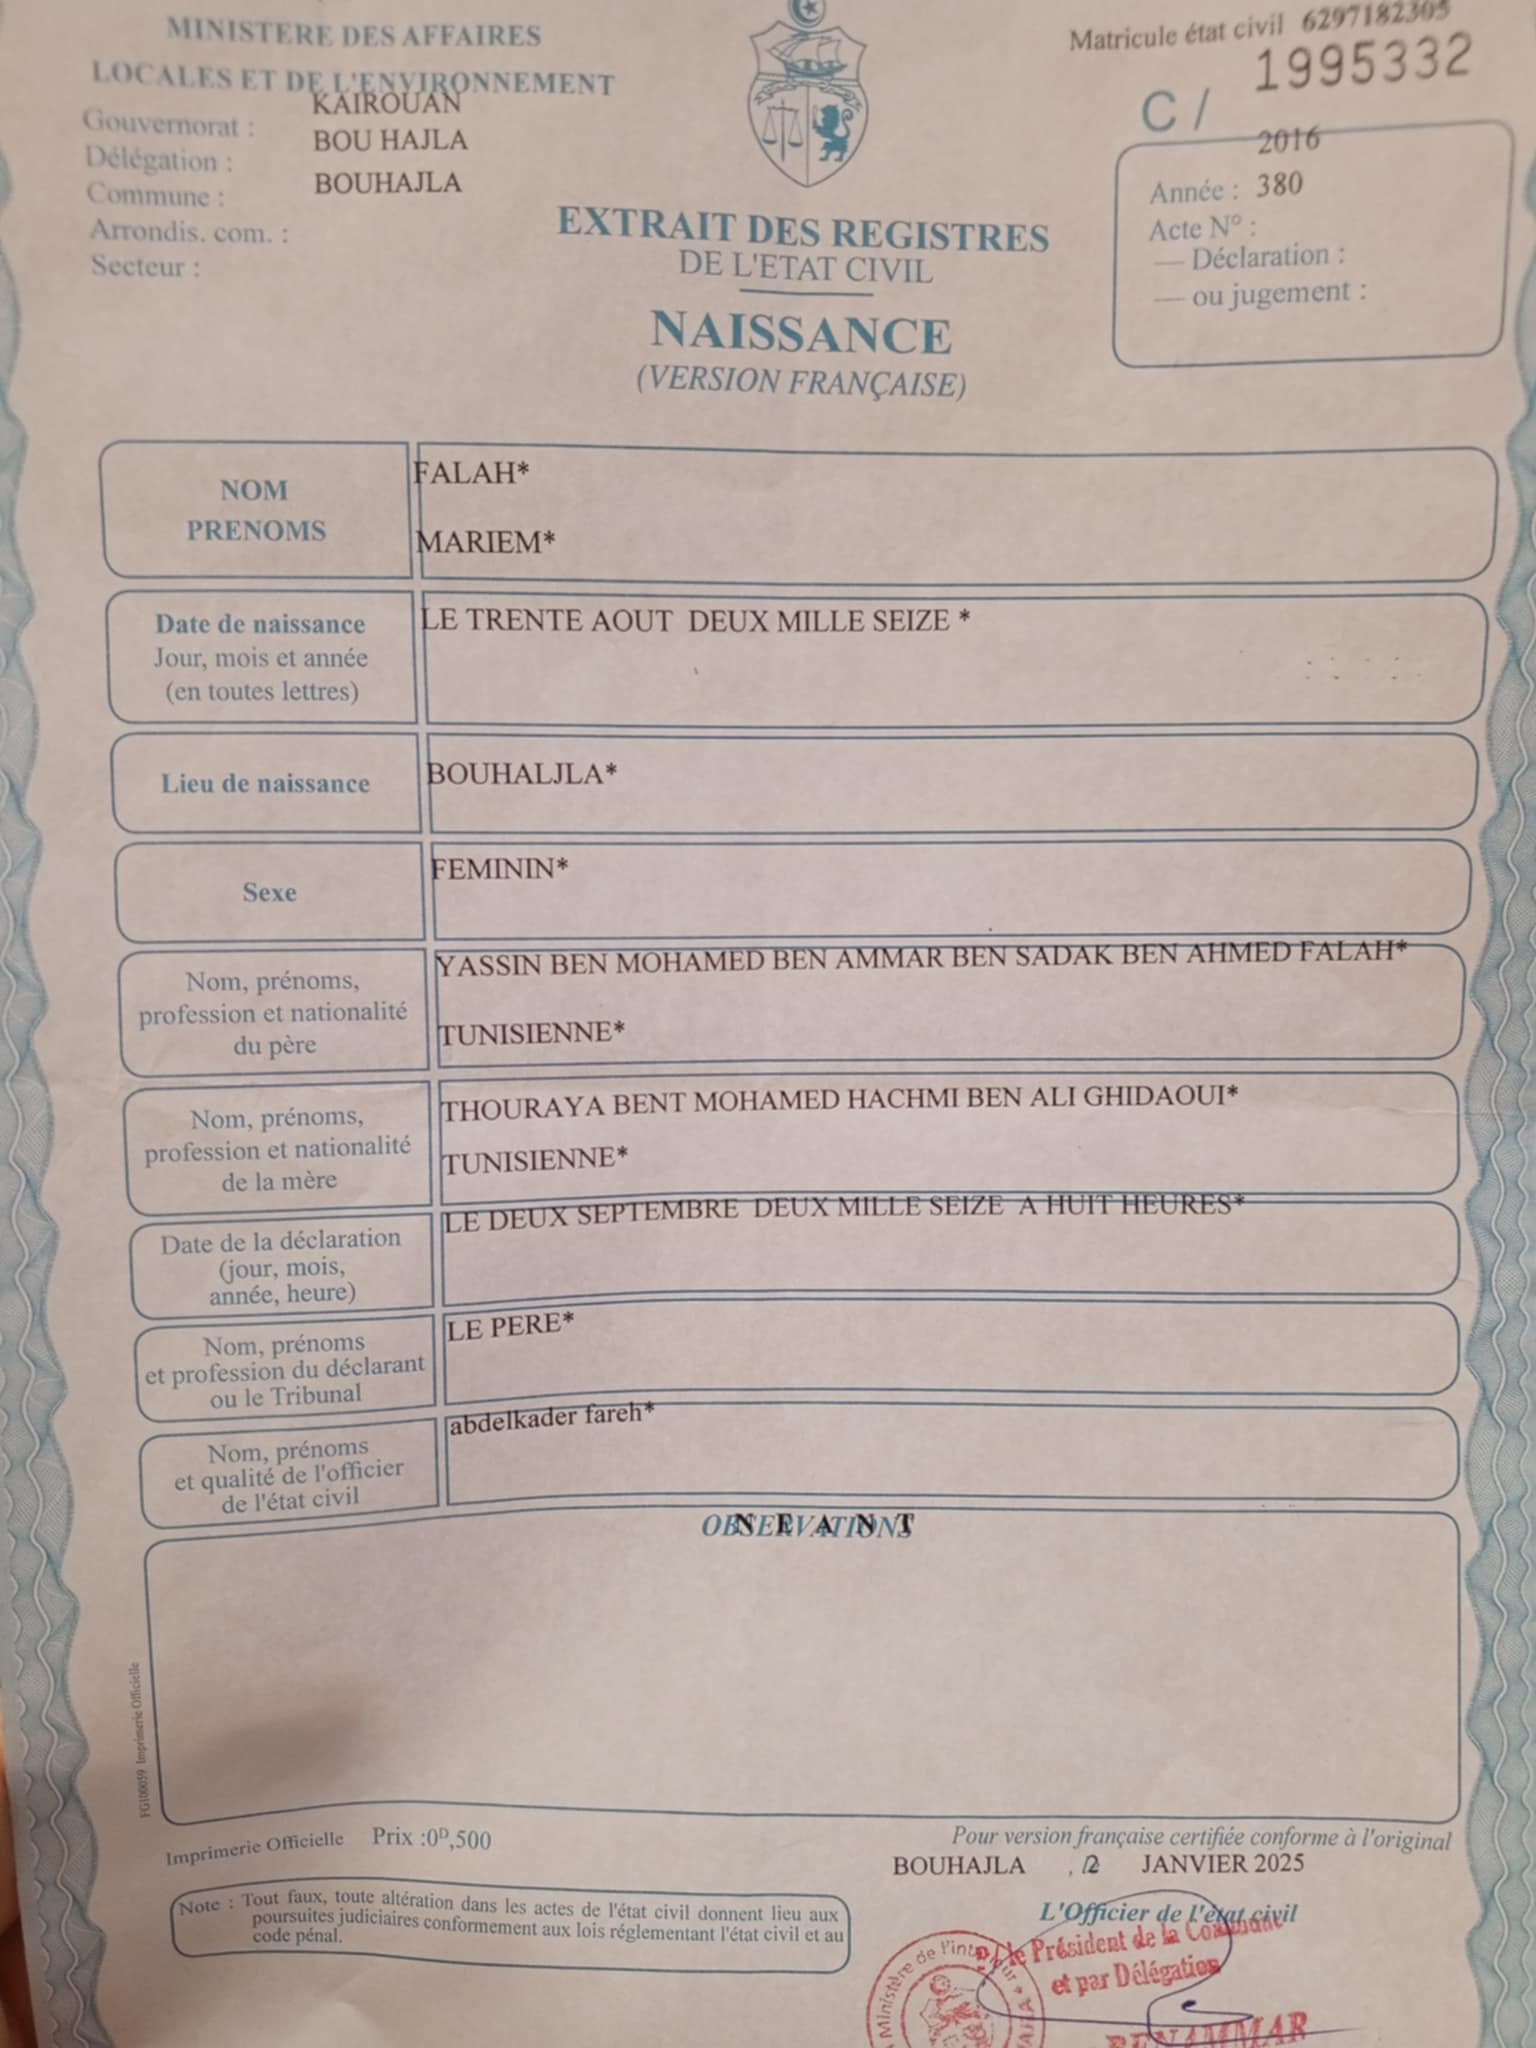 MINISTERE DES AFFAIRES
LOCALES ET DE L'ENVIRONNEMENT
Gouvernorat : KAIROUAN
Délégation : BOU HAJLA
Commune : BOUHAJLA
Arrondis. com. :
Secteur :
Matricule état civil 6297182305
C / 1995332
2016
Année : 380
Acte N° :
— Déclaration :
— ou jugement :
EXTRAIT DES REGISTRES
DE L'ETAT CIVIL
NAISSANCE
(VERSION FRANÇAISE)
NOM
PRENOMS
FALAH*
MARIEM*
Date de naissance
Jour, mois et année
(en toutes lettres)
LE TRENTE AOUT DEUX MILLE SEIZE *
Lieu de naissance
BOUHALJLA*
Sexe
FEMININ*
Nom, prénoms,
profession et nationalité
du père
YASSIN BEN MOHAMED BEN AMMAR BEN SADAK BEN AHMED FALAH*
TUNISIENNE*
Nom, prénoms,
profession et nationalité
de la mère
THOURAYA BENT MOHAMED HACHMI BEN ALI GHIDAOUI*
TUNISIENNE*
Date de la déclaration
(jour, mois,
année, heure)
LE DEUX SEPTEMBRE DEUX MILLE SEIZE A HUIT HEURES*
Nom, prénoms
et profession du déclarant
ou le Tribunal
LE PERE*
Nom, prénoms
et qualité de l'officier
de l'état civil
abdelkader fareh*
OBSERVATIONS
N E A N T
FG100059 Imprimerie Officielle
Imprimerie Officielle Prix :0ᴰ,500
Pour version française certifiée conforme à l'original
BOUHAJLA , 2 JANVIER 2025
Note : Tout faux, toute altération dans les actes de l'état civil donnent lieu aux
poursuites judiciaires conformement aux lois réglementant l'état civil et au
code pénal.
L'Officier de l'état civil
le Président de la Commune
et par Délégation
BENAMMAR
Ministère de l'intérieur